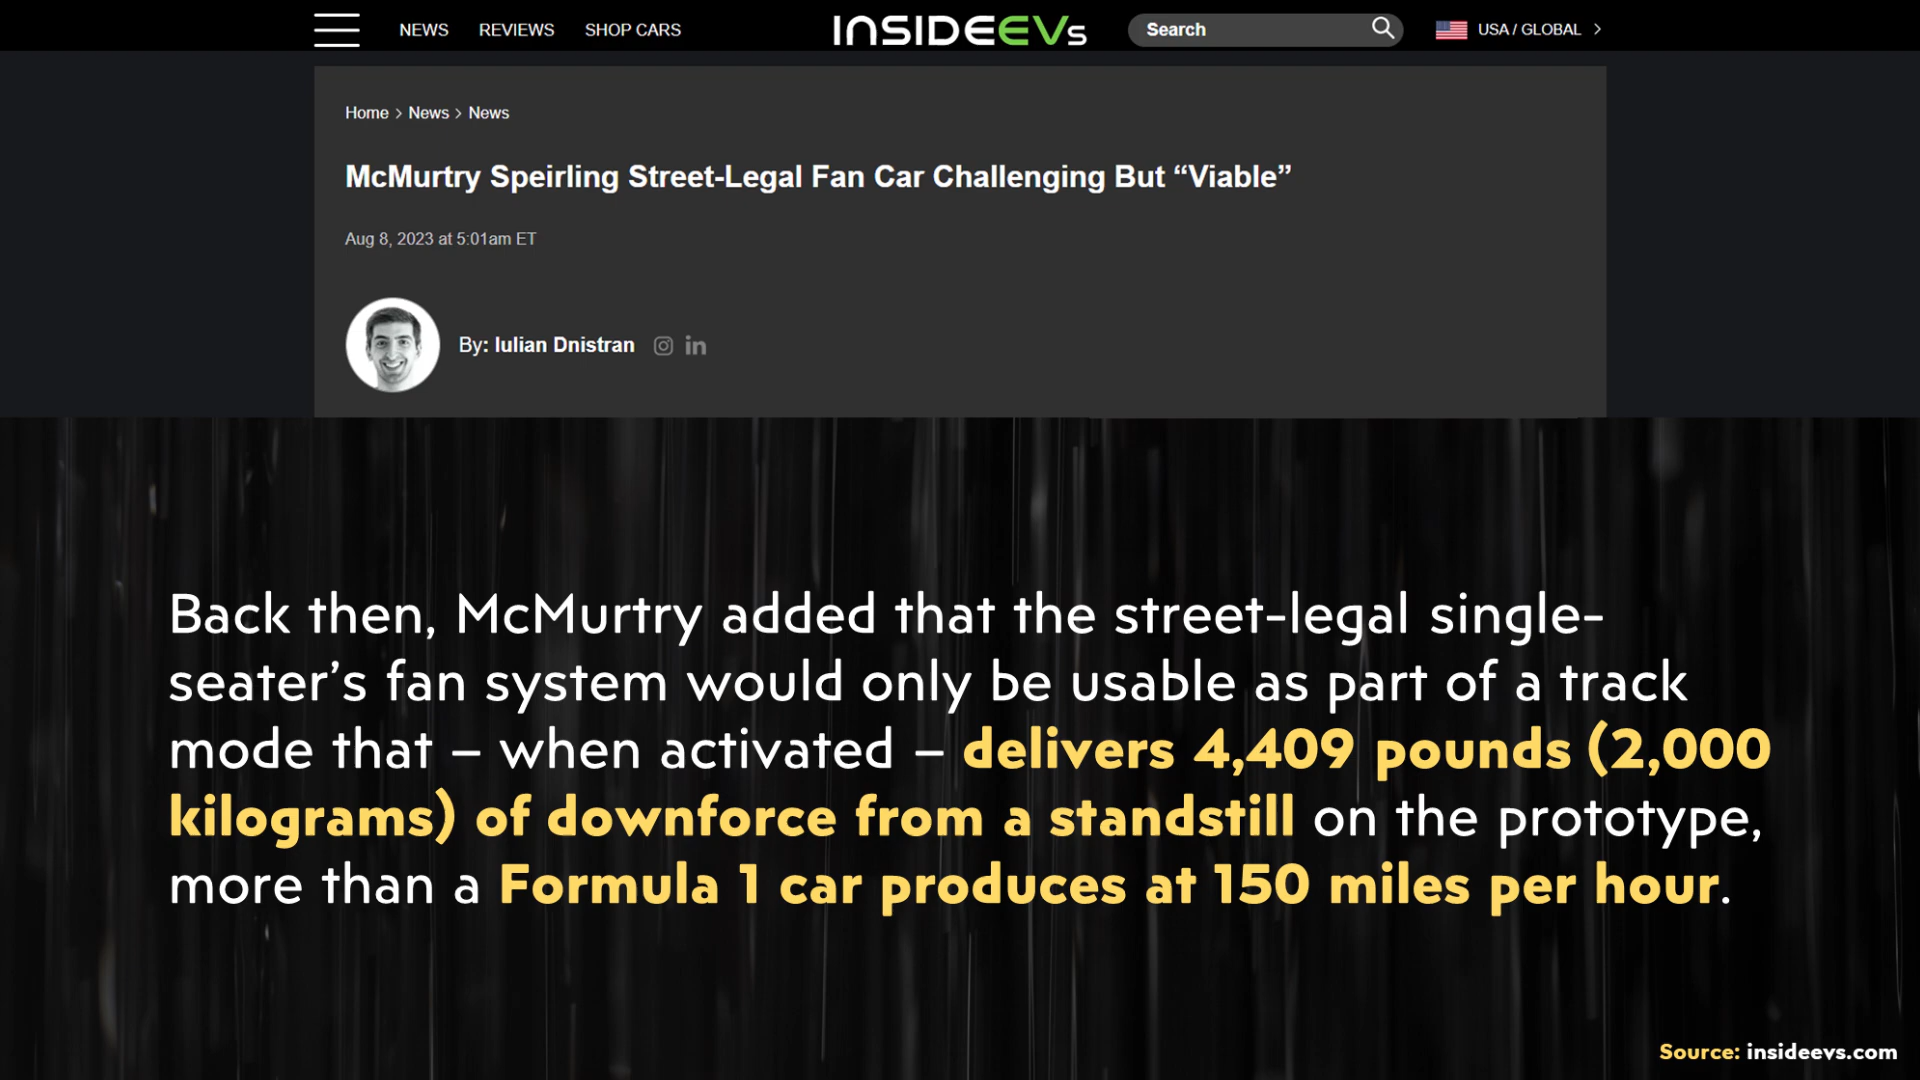 NEWS REVIEWS SHOP CARS INSIDEEVs Search USA / GLOBAL >
Home > News > News
McMurtry Speirling Street-Legal Fan Car Challenging But “Viable”
Aug 8, 2023 at 5:01am ET
By: Iulian Dnistran in
Back then, McMurtry added that the street-legal single-
seater’s fan system would only be usable as part of a track
mode that – when activated – delivers 4,409 pounds (2,000
kilograms) of downforce from a standstill on the prototype,
more than a Formula 1 car produces at 150 miles per hour.
Source: insideevs.com